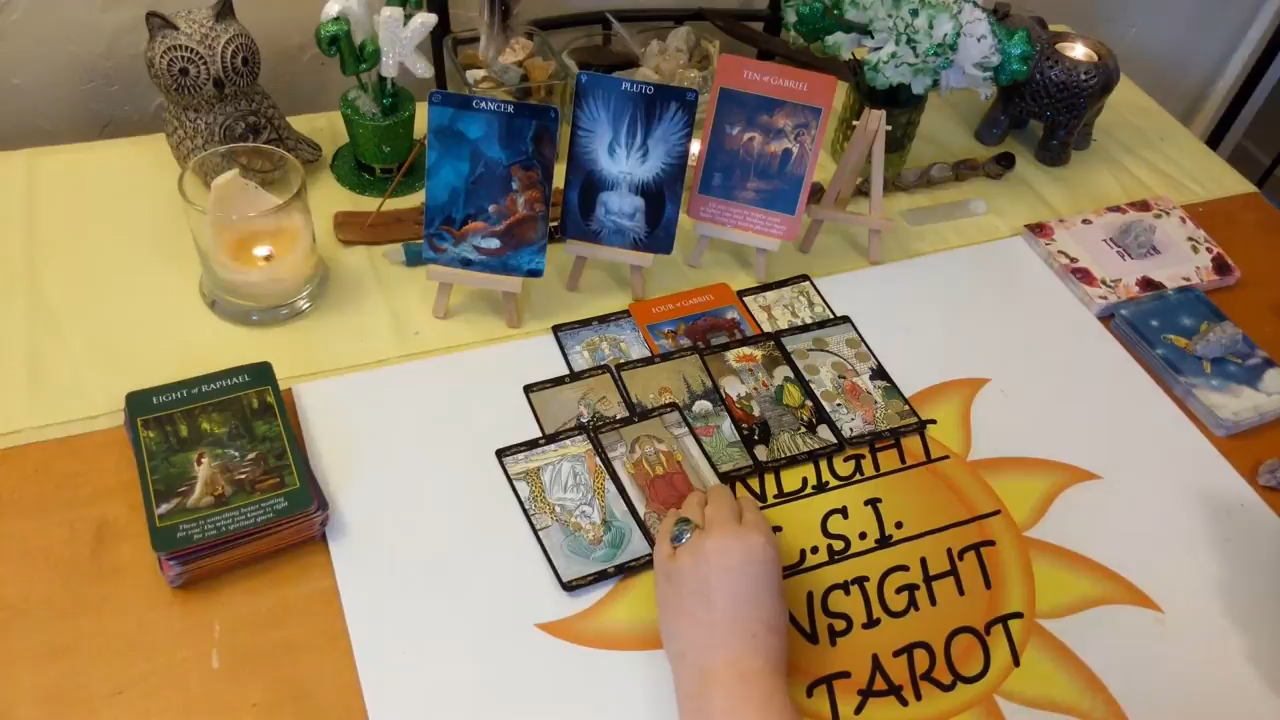 K
CANCER
PLUTO
TEN of GABRIEL
FOUR of GABRIEL
EIGHT of RAPHAEL
There is something better waiting
for you! Do what you know is right
for you. A spiritual quest.
NLIGHT
.S.I.
NSIGHT
TAROT